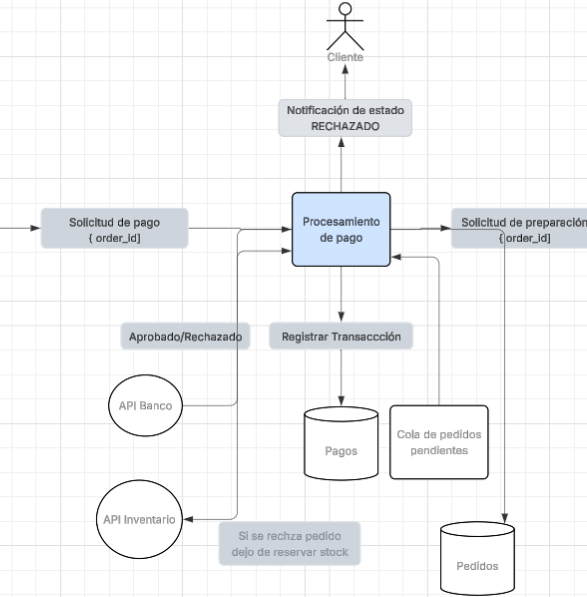 Cliente
Notificación de estado
RECHAZADO
Solicitud de pago
{ order_id]
Procesamiento
de pago
Solicitud de preparación
{ order_id]
Aprobado/Rechazado
Registrar Transaccción
API Banco
Pagos
Cola de pedidos
pendientes
API Inventario
Si se rechza pedido
dejo de reservar stock
Pedidos